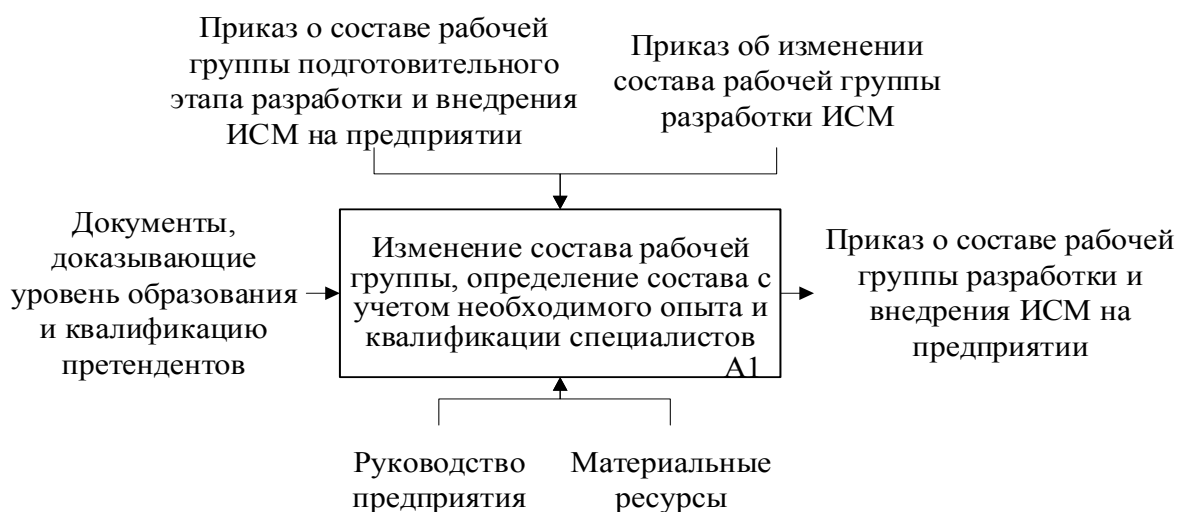 Приказ о составе рабочей
группы подготовительного
этапа разработки и внедрения
ИСМ на предприятии
Приказ об изменении
состава рабочей группы
разработки ИСМ
Документы,
доказывающие
уровень образования
и квалификацию
претендентов
Изменение состава рабочей
группы, определение состава с
учетом необходимого опыта и
квалификации специалистов
А1
Приказ о составе рабочей
группы разработки и
внедрения ИСМ на
предприятии
Руководство
предприятия
Материальные
ресурсы